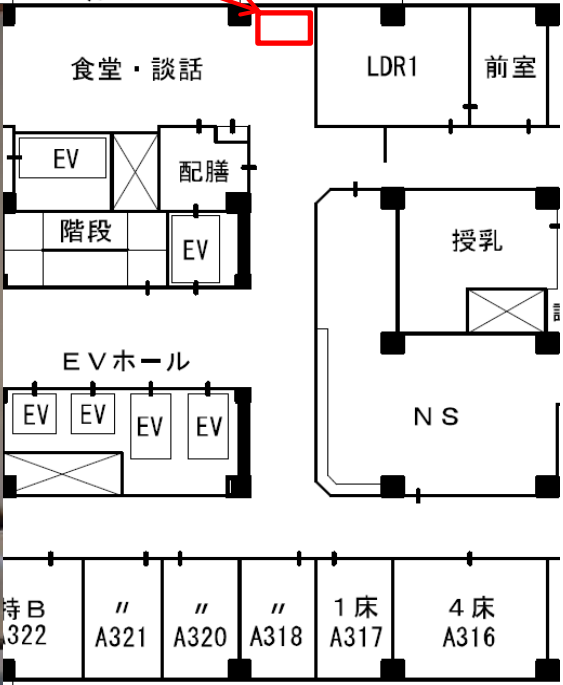 食堂・談話
LDR1
前室
EV
配膳
階段
EV
授乳
EVホール
EV
EV
EV
EV
NS
特B
A322
〃
A321
〃
A320
〃
A318
1床
A317
4床
A316